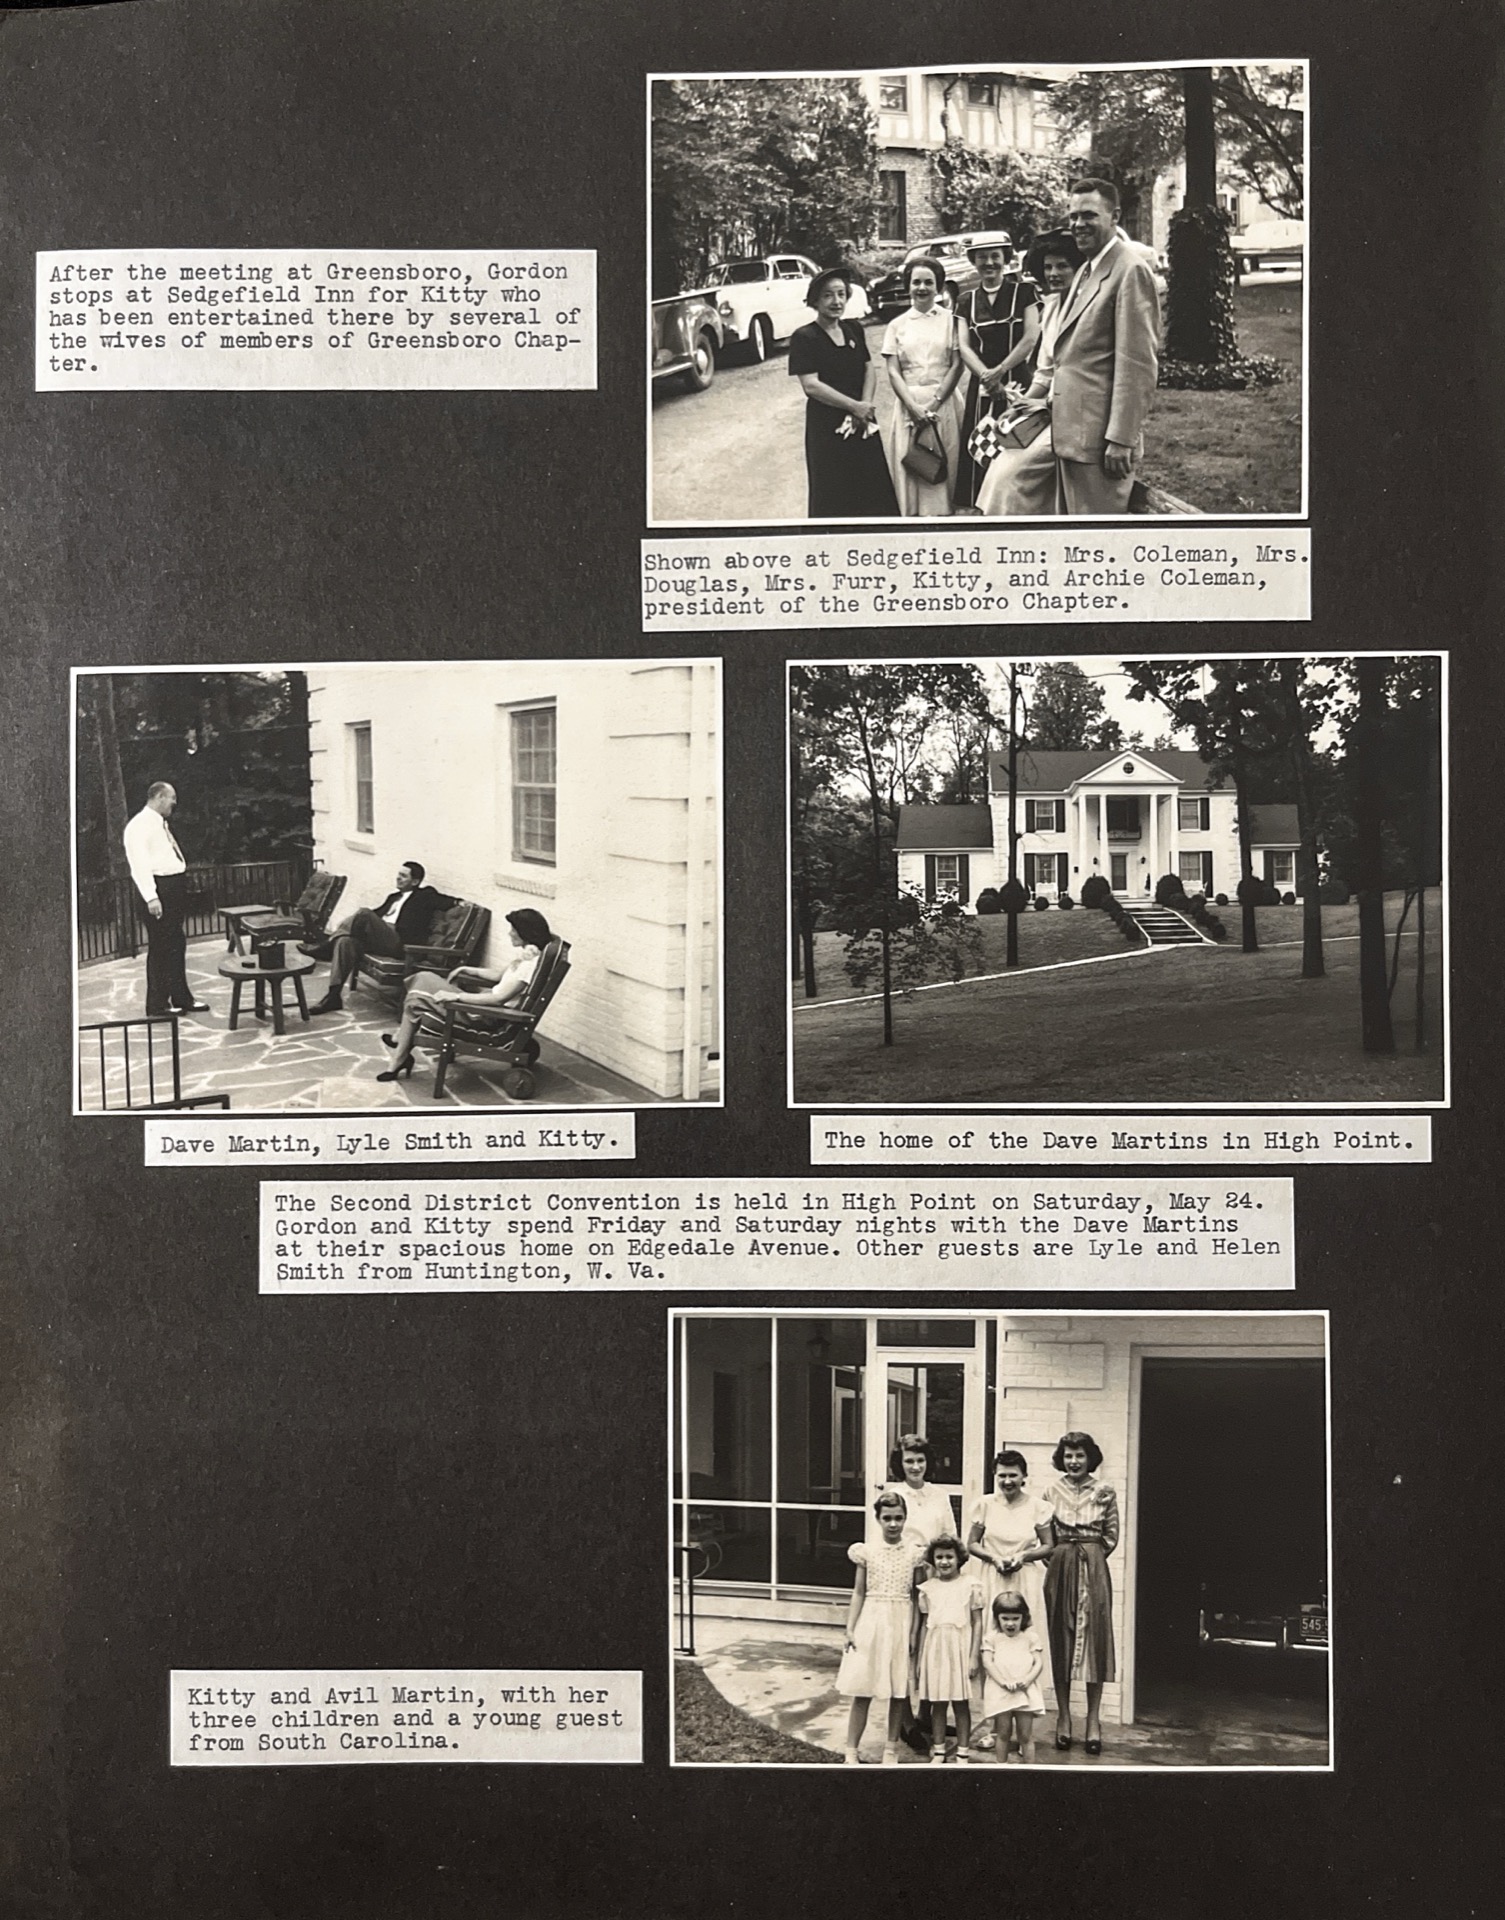 After the meeting at Greensboro, Gordon
stops at Sedgefield Inn for Kitty who
has been entertained there by several of
the wives of members of Greensboro Chap-
ter.
Shown above at Sedgefield Inn: Mrs. Coleman, Mrs.
Douglas, Mrs. Furr, Kitty, and Archie Coleman,
president of the Greensboro Chapter.
Dave Martin, Lyle Smith and Kitty.
The home of the Dave Martins in High Point.
The Second District Convention is held in High Point on Saturday, May 24.
Gordon and Kitty spend Friday and Saturday nights with the Dave Martins
at their spacious home on Edgedale Avenue. Other guests are Lyle and Helen
Smith from Huntington, W. Va.
545
Kitty and Avil Martin, with her
three children and a young guest
from South Carolina.